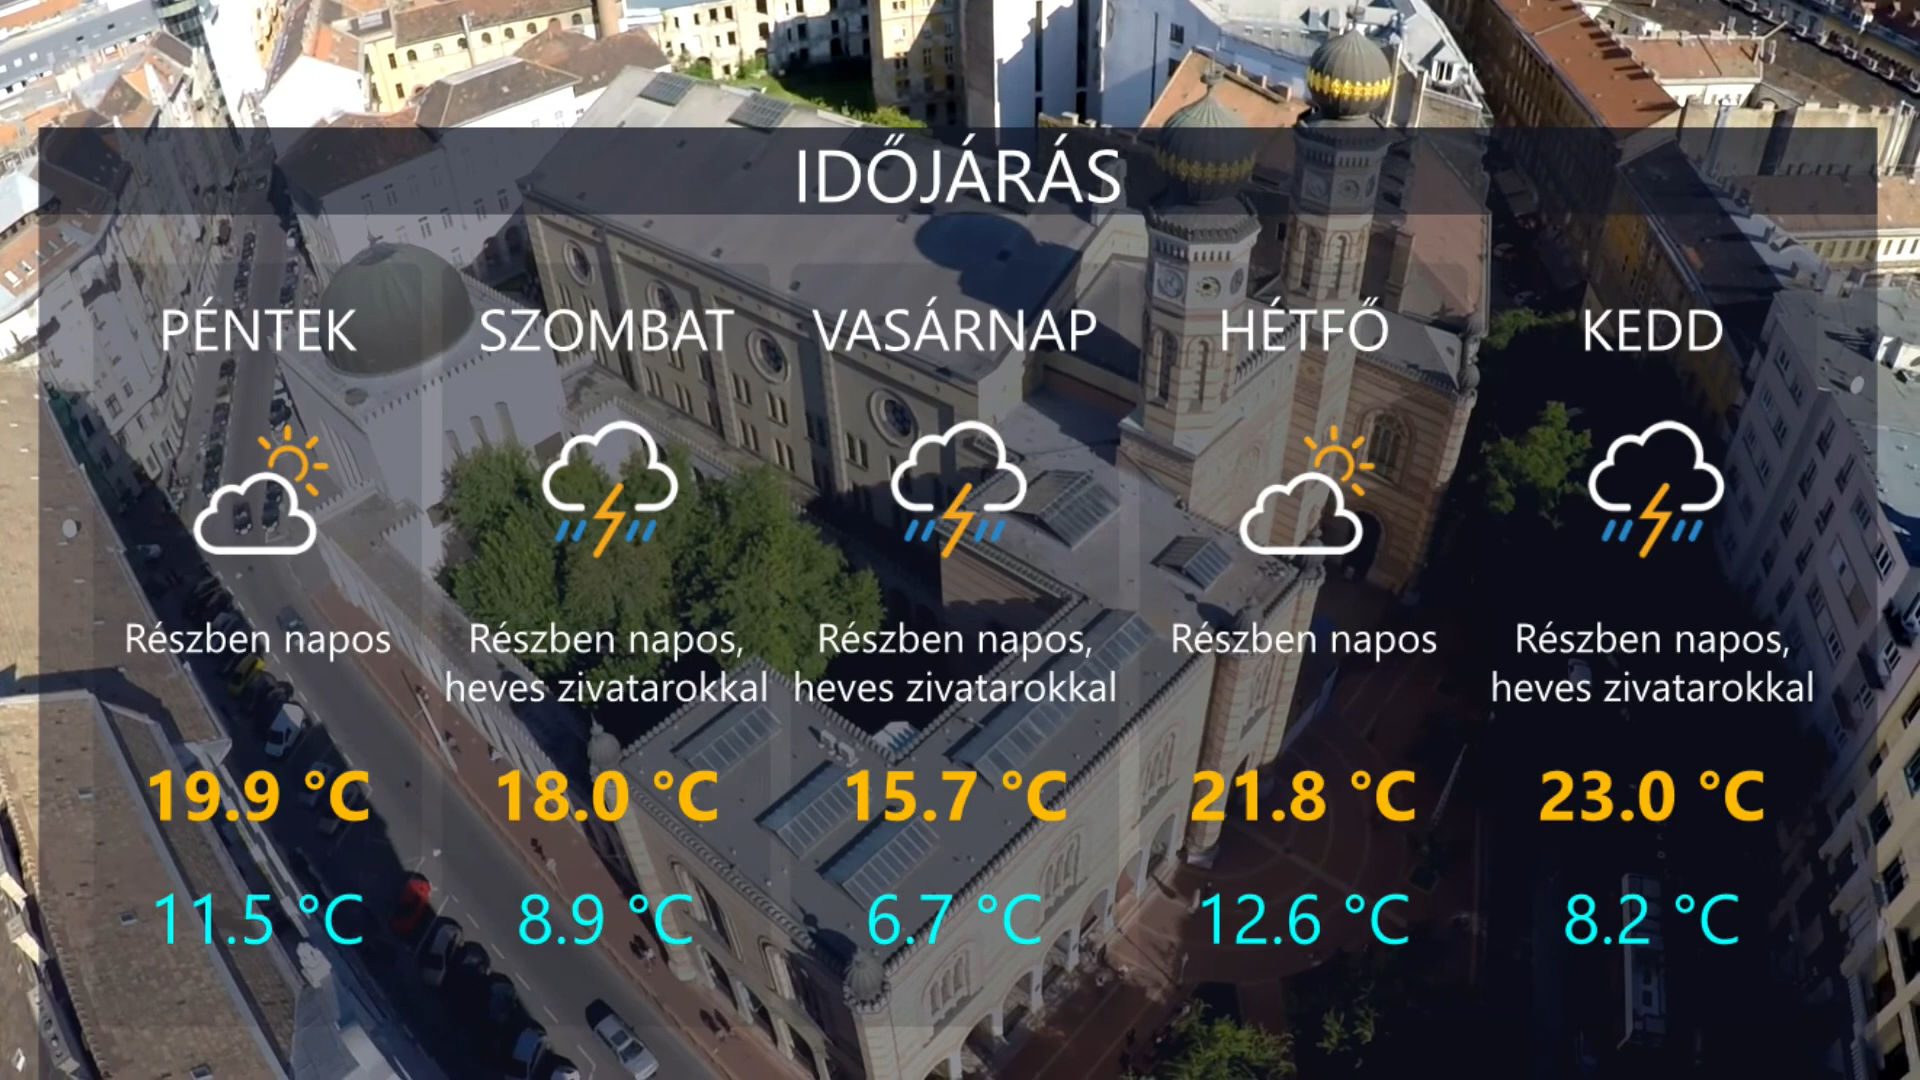 IDŐJÁRÁS
PÉNTEK
Részben napos
19.9 °C
11.5 °C
SZOMBAT
Részben napos,
heves zivatarokkal
18.0 °C
8.9 °C
VASÁRNAP
Részben napos,
heves zivatarokkal
15.7 °C
6.7 °C
HÉTFŐ
Részben napos
21.8 °C
12.6 °C
KEDD
Részben napos,
heves zivatarokkal
23.0 °C
8.2 °C